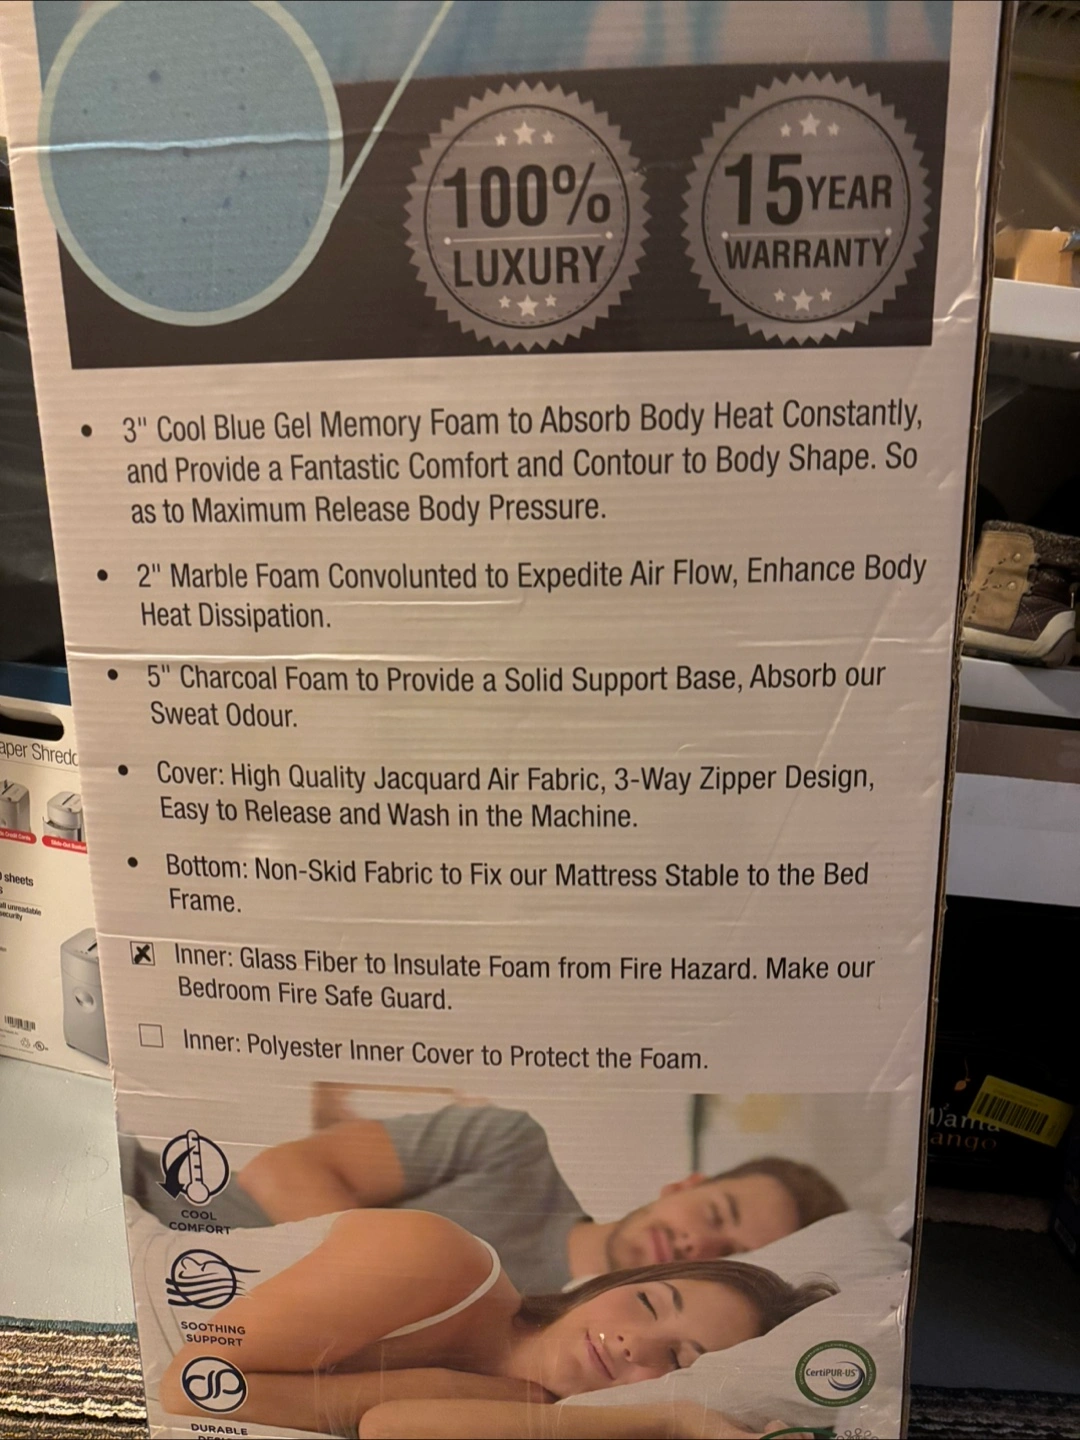 100%
LUXURY
15 YEAR
WARRANTY
• 3" Cool Blue Gel Memory Foam to Absorb Body Heat Constantly,
and Provide a Fantastic Comfort and Contour to Body Shape. So
as to Maximum Release Body Pressure.
• 2" Marble Foam Convolunted to Expedite Air Flow, Enhance Body
Heat Dissipation.
• 5" Charcoal Foam to Provide a Solid Support Base, Absorb our
Sweat Odour.
• Cover: High Quality Jacquard Air Fabric, 3-Way Zipper Design,
Easy to Release and Wash in the Machine.
• Bottom: Non-Skid Fabric to Fix our Mattress Stable to the Bed
Frame.
☒ Inner: Glass Fiber to Insulate Foam from Fire Hazard. Make our
Bedroom Fire Safe Guard.
☐ Inner: Polyester Inner Cover to Protect the Foam.
COOL
COMFORT
SOOTHING
SUPPORT
DURABLE
CertiPUR-US
aper Shredd
sheets
all unreadable
security
ango